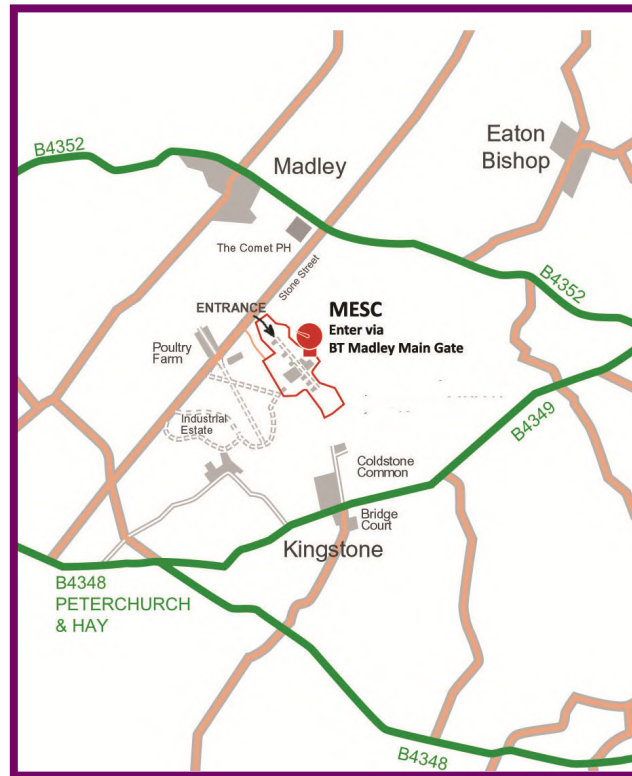 B4352
Madley
Eaton
Bishop
The Comet PH
Stone Street
B4352
ENTRANCE
MESC
Enter via
BT Madley Main Gate
Poultry
Farm
Industrial
Estate
B4349
Coldstone
Common
Bridge
Court
Kingstone
B4348
PETERCHURCH
& HAY
B4348